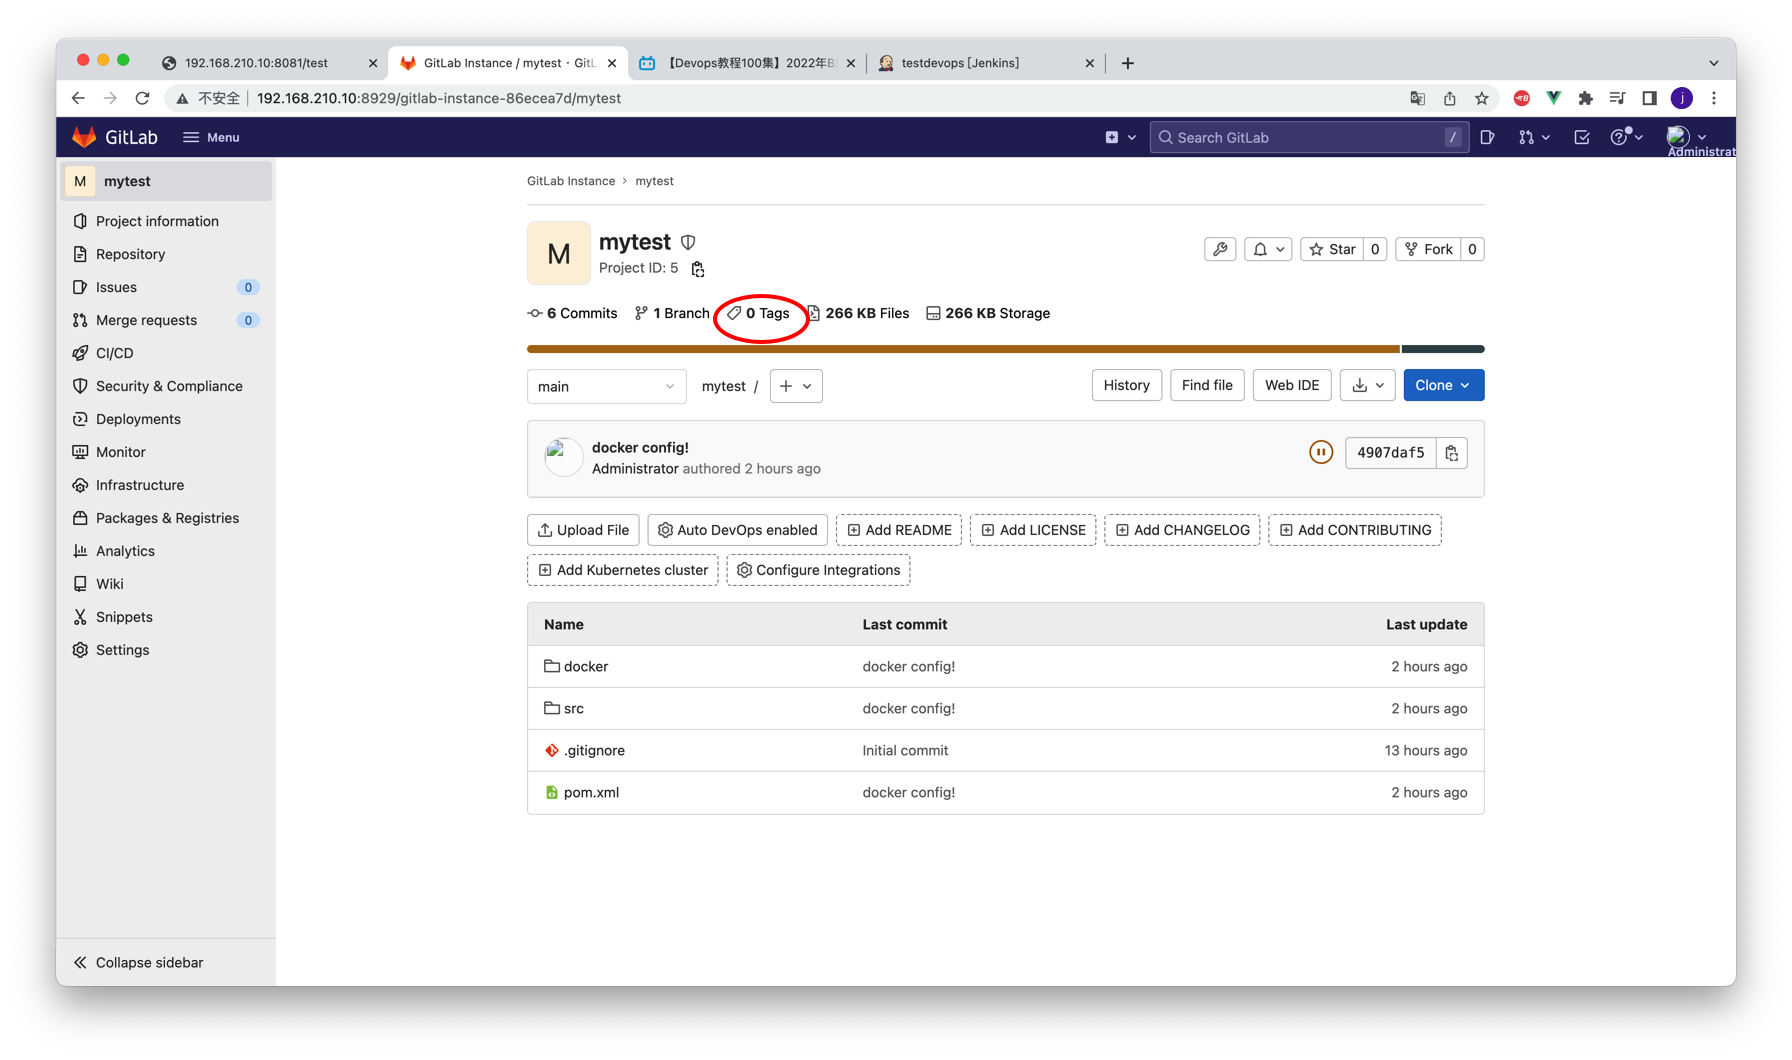 192.168.210.10:8081/test
GitLab Instance / mytest · GitL
【Devops教程100集】2022年B
testdevops [Jenkins]
不安全
192.168.210.10:8929/gitlab-instance-86ecea7d/mytest
j
GitLab
Menu
Search GitLab
/
Administrat
M
mytest
Project information
Repository
Issues 0
Merge requests 0
CI/CD
Security & Compliance
Deployments
Monitor
Infrastructure
Packages & Registries
Analytics
Wiki
Snippets
Settings
Collapse sidebar
GitLab Instance › mytest
M
mytest
Project ID: 5
Star 0
Fork 0
6 Commits 1 Branch 0 Tags 266 KB Files 266 KB Storage
main
mytest /
History
Find file
Web IDE
Clone
docker config!
Administrator authored 2 hours ago
4907daf5
Upload File
Auto DevOps enabled
Add README
Add LICENSE
Add CHANGELOG
Add CONTRIBUTING
Add Kubernetes cluster
Configure Integrations
Name Last commit Last update
docker docker config! 2 hours ago
src docker config! 2 hours ago
.gitignore Initial commit 13 hours ago
pom.xml docker config! 2 hours ago